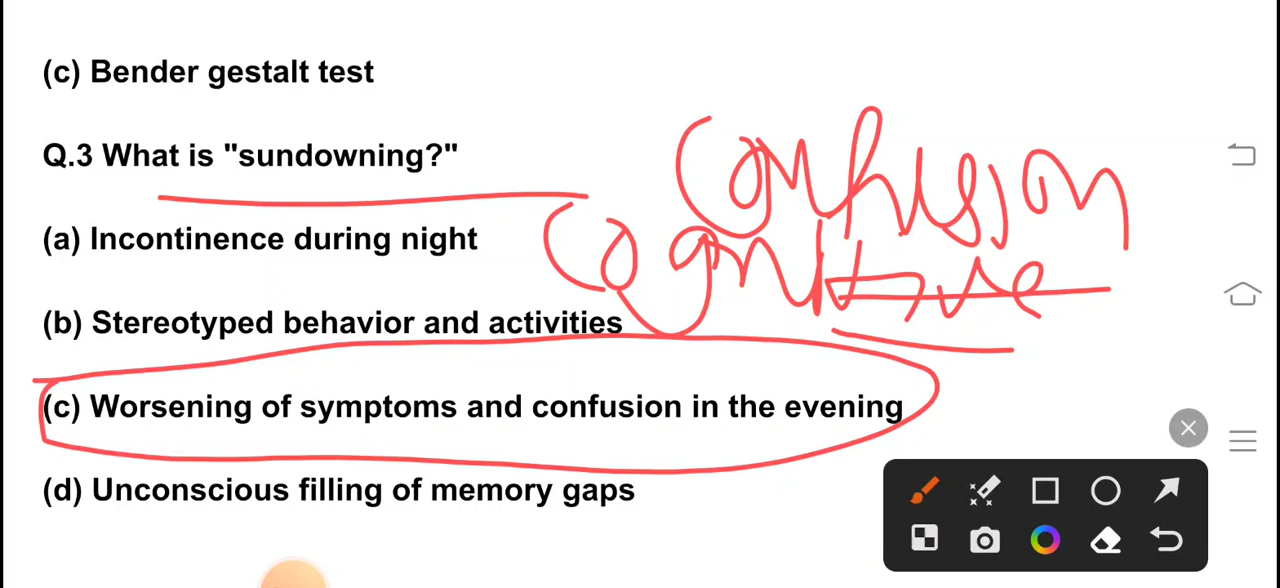 (c) Bender gestalt test
Q.3 What is "sundowning?"
Confusion
(a) Incontinence during night
Cognitive
(b) Stereotyped behavior and activities
(c) Worsening of symptoms and confusion in the evening
(d) Unconscious filling of memory gaps